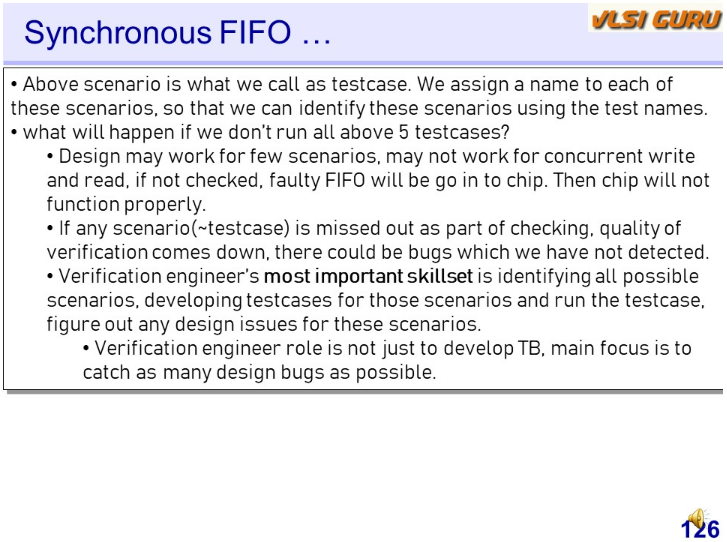 Synchronous FIFO …
VLSI GURU
• Above scenario is what we call as testcase. We assign a name to each of
these scenarios, so that we can identify these scenarios using the test names.
• what will happen if we don't run all above 5 testcases?
• Design may work for few scenarios, may not work for concurrent write
and read, if not checked, faulty FIFO will be go in to chip. Then chip will not
function properly.
• If any scenario(~testcase) is missed out as part of checking, quality of
verification comes down, there could be bugs which we have not detected.
• Verification engineer's most important skillset is identifying all possible
scenarios, developing testcases for those scenarios and run the testcase,
figure out any design issues for these scenarios.
• Verification engineer role is not just to develop TB, main focus is to
catch as many design bugs as possible.
126